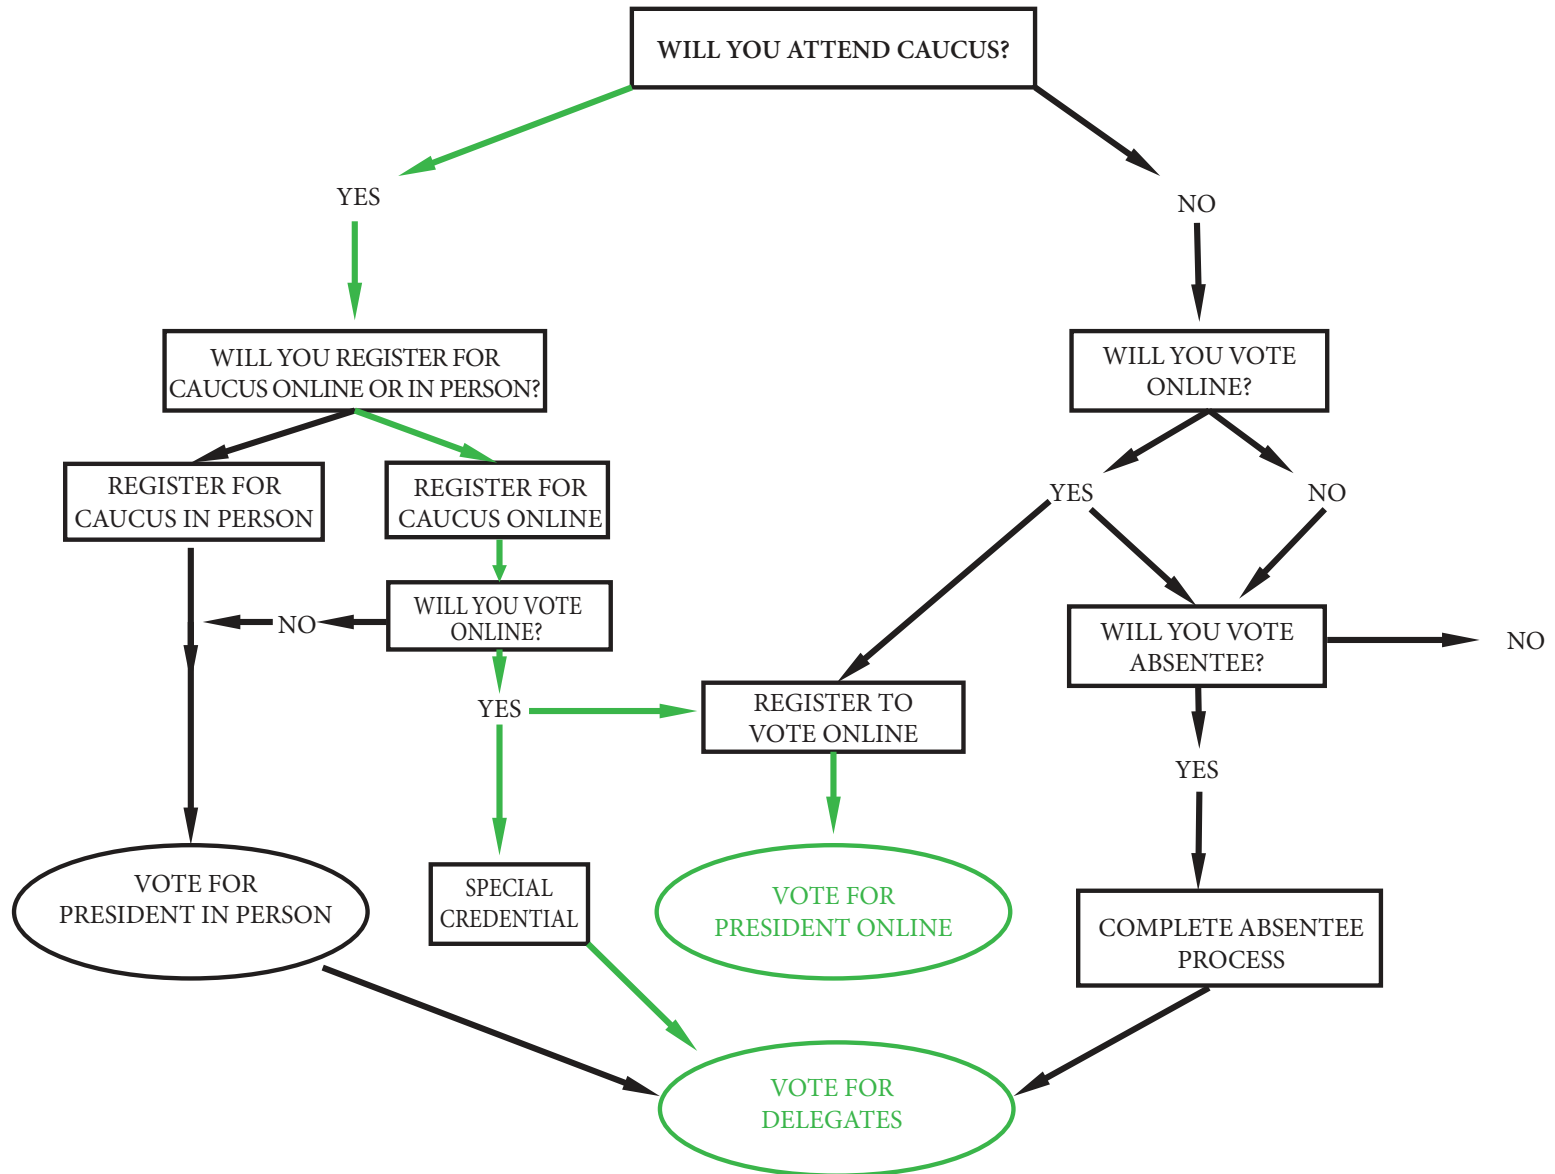 WILL YOU ATTEND CAUCUS?
YES
NO
WILL YOU REGISTER FOR
CAUCUS ONLINE OR IN PERSON?
WILL YOU VOTE
ONLINE?
REGISTER FOR
CAUCUS IN PERSON
REGISTER FOR
CAUCUS ONLINE
YES
NO
WILL YOU VOTE
ONLINE?
NO
WILL YOU VOTE
ABSENTEE?
NO
YES
REGISTER TO
VOTE ONLINE
YES
VOTE FOR
PRESIDENT IN PERSON
SPECIAL
CREDENTIAL
VOTE FOR
PRESIDENT ONLINE
COMPLETE ABSENTEE
PROCESS
VOTE FOR
DELEGATES